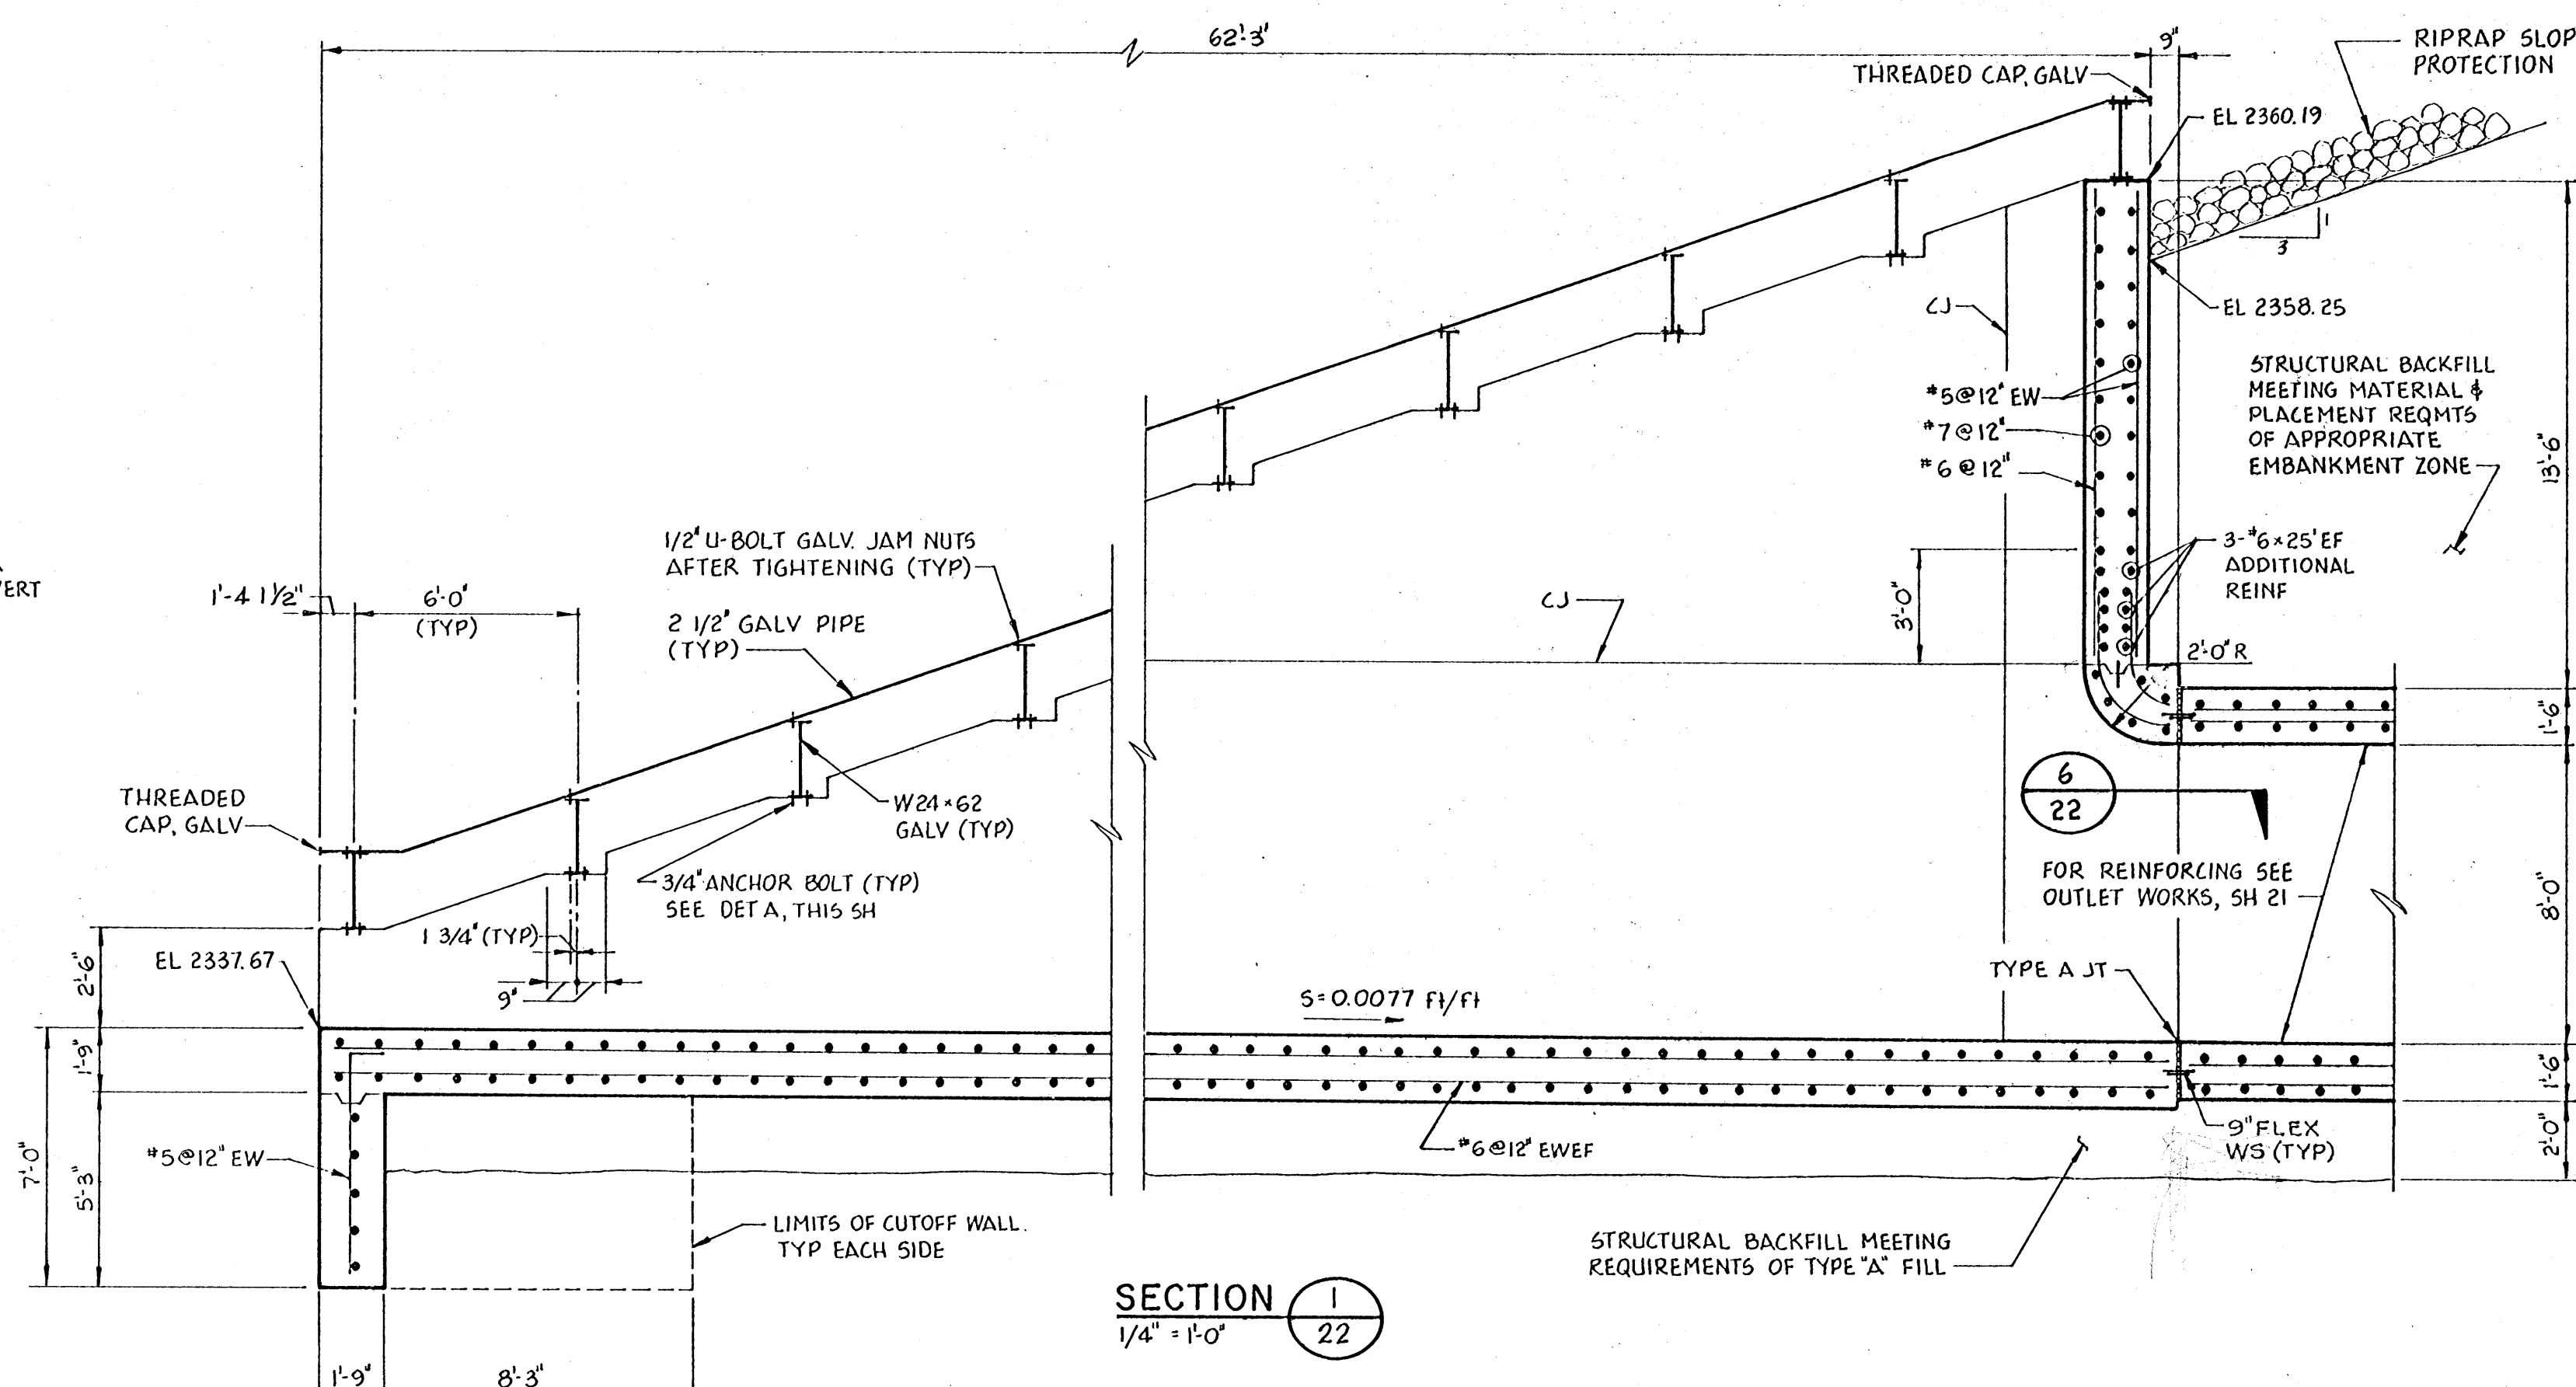 62'-3"
9"
RIPRAP SLOP
PROTECTION
THREADED CAP, GALV
EL 2360.19
1
3
CJ
EL 2358.25
STRUCTURAL BACKFILL
MEETING MATERIAL &
PLACEMENT REQMTS
OF APPROPRIATE
EMBANKMENT ZONE
#5@12" EW
#7@12"
#6@12"
13'-6"
1/2" U-BOLT GALV. JAM NUTS
AFTER TIGHTENING (TYP)
3-#6×25' EF
ADDITIONAL
REINF
VERT
1'-4 1/2"
6'-0"
(TYP)
2 1/2" GALV PIPE
(TYP)
CJ
3'-0"
2'-0" R
1'-6"
6
22
THREADED
CAP, GALV
W24×62
GALV (TYP)
3/4" ANCHOR BOLT (TYP)
SEE DET A, THIS SH
FOR REINFORCING SEE
OUTLET WORKS, SH 21
8'-0"
1 3/4" (TYP)
EL 2337.67
2'-6"
9"
S=0.0077 ft/ft
TYPE A JT
1'-9"
1'-6"
7'-0"
5'-3"
#5@12" EW
#6@12" EWEF
9" FLEX
WS (TYP)
2'-0"
LIMITS OF CUTOFF WALL.
TYP EACH SIDE
STRUCTURAL BACKFILL MEETING
REQUIREMENTS OF TYPE "A" FILL
SECTION
1
22
1/4" = 1'-0"
1'-9"
8'-3"